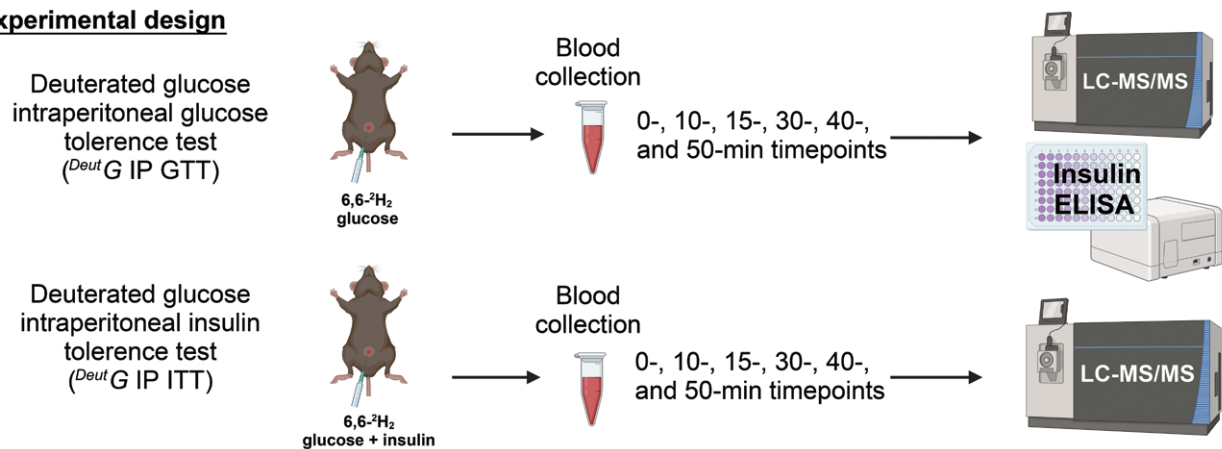 xperimental design
Deuterated glucose
intraperitoneal glucose
tolerence test
(ᴰᵉᵘᵗG IP GTT)
6,6-²H₂
glucose
Blood
collection
0-, 10-, 15-, 30-, 40-,
and 50-min timepoints
LC-MS/MS
Insulin
ELISA
Deuterated glucose
intraperitoneal insulin
tolerence test
(ᴰᵉᵘᵗG IP ITT)
6,6-²H₂
glucose + insulin
Blood
collection
0-, 10-, 15-, 30-, 40-,
and 50-min timepoints
LC-MS/MS